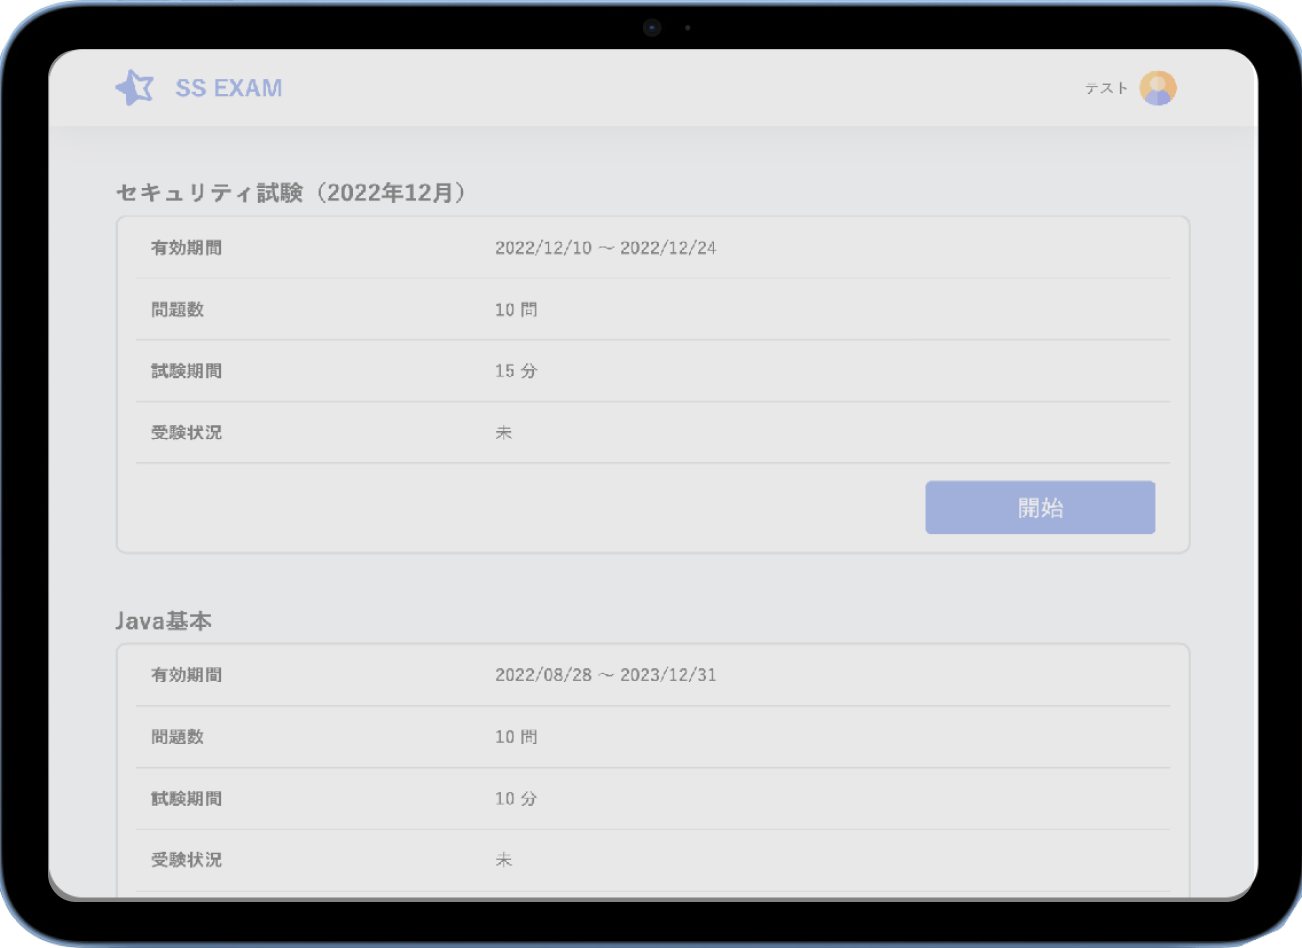 SS EXAM
テスト
セキュリティ試験（2022年12月）
有効期間 2022/12/10 ～ 2022/12/24
問題数 10 問
試験期間 15 分
受験状況 未
開始
Java基本
有効期間 2022/08/28 ～ 2023/12/31
問題数 10 問
試験期間 10 分
受験状況 未